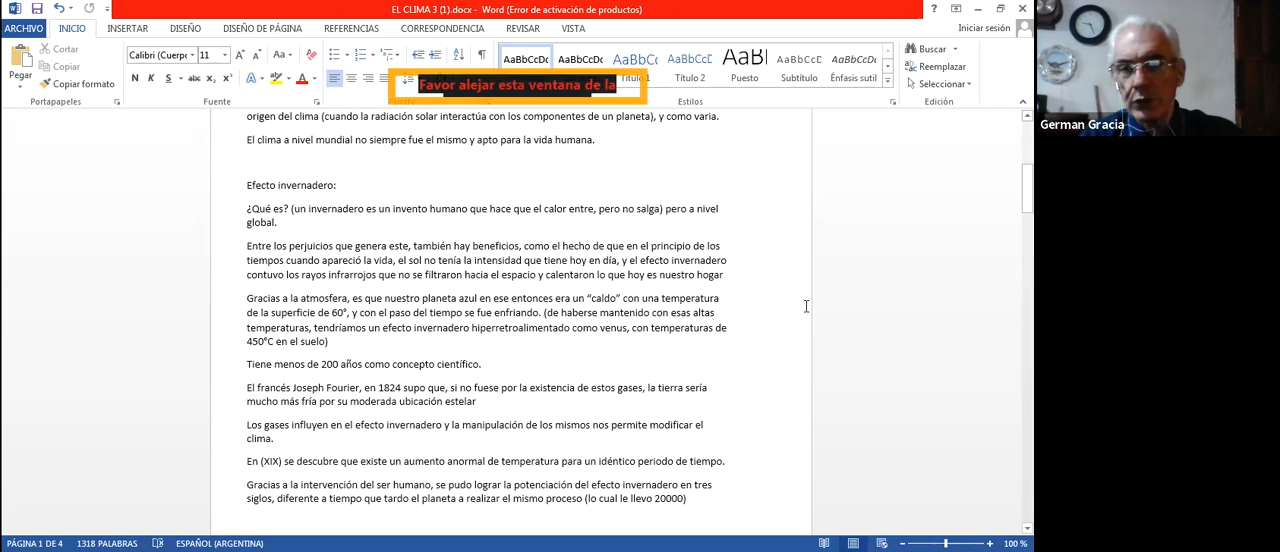 EL CLIMA 3 (1).docx - Word (Error de activación de productos)
ARCHIVO INICIO INSERTAR DISEÑO DISEÑO DE PÁGINA REFERENCIAS CORRESPONDENCIA REVISAR VISTA Iniciar sesión
Pegar
Cortar
Copiar
Copiar formato
Portapapeles
Calibri (Cuerpo 11
Fuente
Favor alejar esta ventana de la
AaBbCcDc AaBbCcDc AaBbCc AaBbCcC AaBl AaBbCcD AaBbCcDc
Título 1 Título 2 Puesto Subtítulo Énfasis sutil
Estilos
Buscar
Reemplazar
Seleccionar
Edición
German Gracia
origen del clima (cuando la radiación solar interactúa con los componentes de un planeta), y como varia.
El clima a nivel mundial no siempre fue el mismo y apto para la vida humana.
Efecto invernadero:
¿Qué es? (un invernadero es un invento humano que hace que el calor entre, pero no salga) pero a nivel
global.
Entre los perjuicios que genera este, también hay beneficios, como el hecho de que en el principio de los
tiempos cuando apareció la vida, el sol no tenía la intensidad que tiene hoy en día, y el efecto invernadero
contuvo los rayos infrarrojos que no se filtraron hacia el espacio y calentaron lo que hoy es nuestro hogar
Gracias a la atmosfera, es que nuestro planeta azul en ese entonces era un “caldo” con una temperatura
de la superficie de 60°, y con el paso del tiempo se fue enfriando. (de haberse mantenido con esas altas
temperaturas, tendríamos un efecto invernadero hiperretroalimentado como venus, con temperaturas de
450°C en el suelo)
Tiene menos de 200 años como concepto científico.
El francés Joseph Fourier, en 1824 supo que, si no fuese por la existencia de estos gases, la tierra sería
mucho más fría por su moderada ubicación estelar
Los gases influyen en el efecto invernadero y la manipulación de los mismos nos permite modificar el
clima.
En (XIX) se descubre que existe un aumento anormal de temperatura para un idéntico periodo de tiempo.
Gracias a la intervención del ser humano, se pudo lograr la potenciación del efecto invernadero en tres
siglos, diferente a tiempo que tardo el planeta a realizar el mismo proceso (lo cual le llevo 20000)
PÁGINA 1 DE 4 1318 PALABRAS ESPAÑOL (ARGENTINA) 100 %